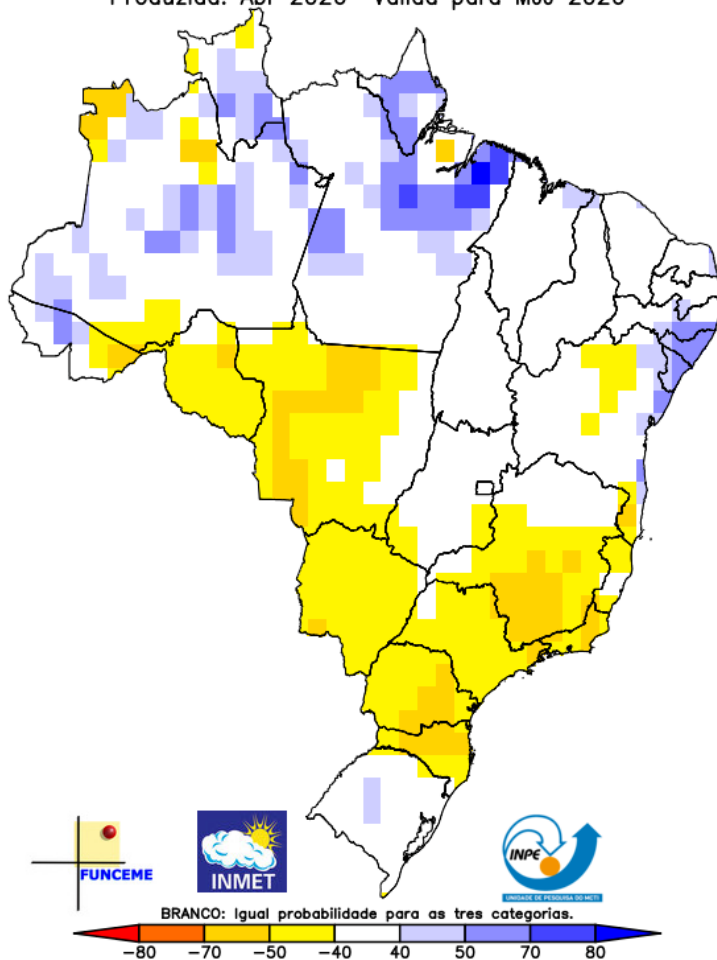 FUNCEME
INMET
INPE
UNIDADE DE PESQUISA DO MCTI
BRANCO: Igual probabilidade para as tres categorias.
-80 -70 -50 -40 40 50 70 80